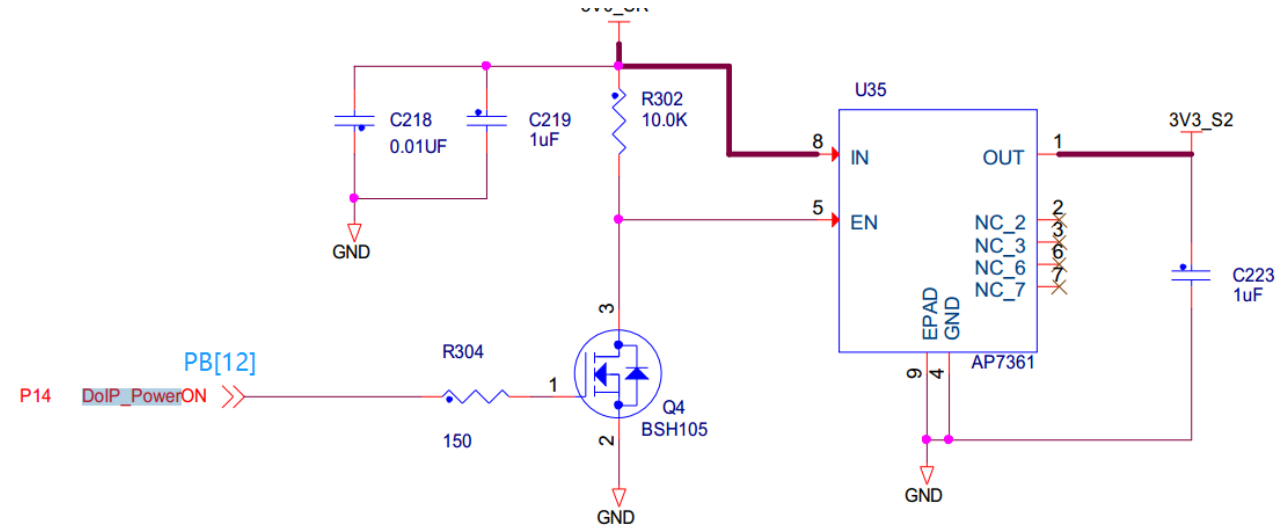 U35
R302
10.0K
C218
0.01UF
C219
1uF
3V3_S2
8
IN
OUT
1
5
EN
NC_2
2
NC_3
3
NC_6
6
NC_7
7
GND
C223
1uF
EPAD
GND
3
AP7361
9
4
PB[12]
R304
P14
DoIP_PowerON
1
Q4
BSH105
150
2
GND
GND